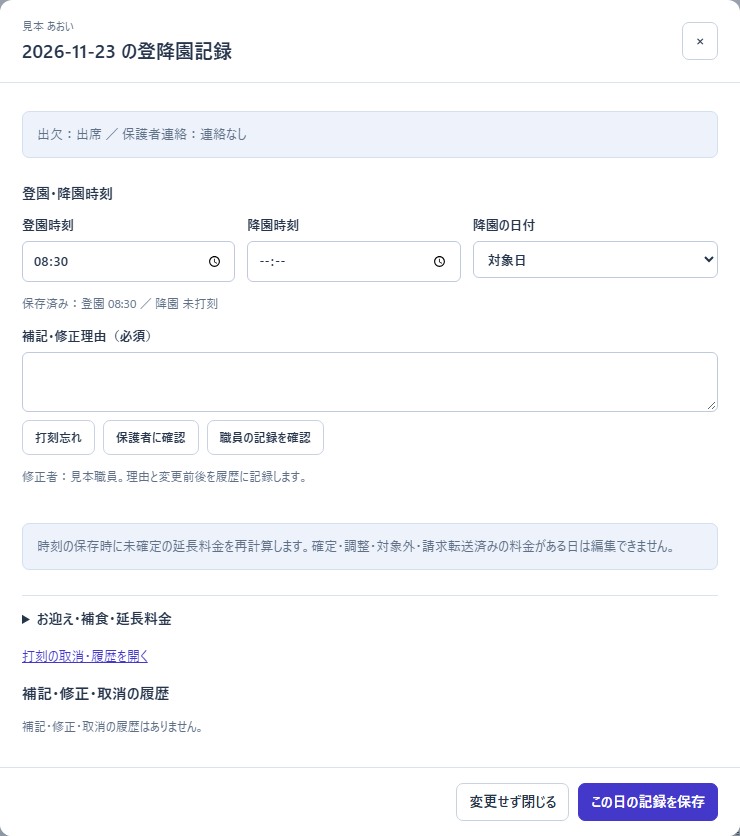 見本 あおい
2026-11-23 の登降園記録
×
出欠：出席 ／ 保護者連絡：連絡なし
登園・降園時刻
登園時刻
降園時刻
降園の日付
08:30
--:--
対象日
保存済み：登園 08:30 ／ 降園 未打刻
補記・修正理由（必須）
打刻忘れ
保護者に確認
職員の記録を確認
修正者：見本職員。理由と変更前後を履歴に記録します。
時刻の保存時に未確定の延長料金を再計算します。確定・調整・対象外・請求転送済みの料金がある日は編集できません。
▶ お迎え・補食・延長料金
打刻の取消・履歴を開く
補記・修正・取消の履歴
補記・修正・取消の履歴はありません。
変更せず閉じる
この日の記録を保存